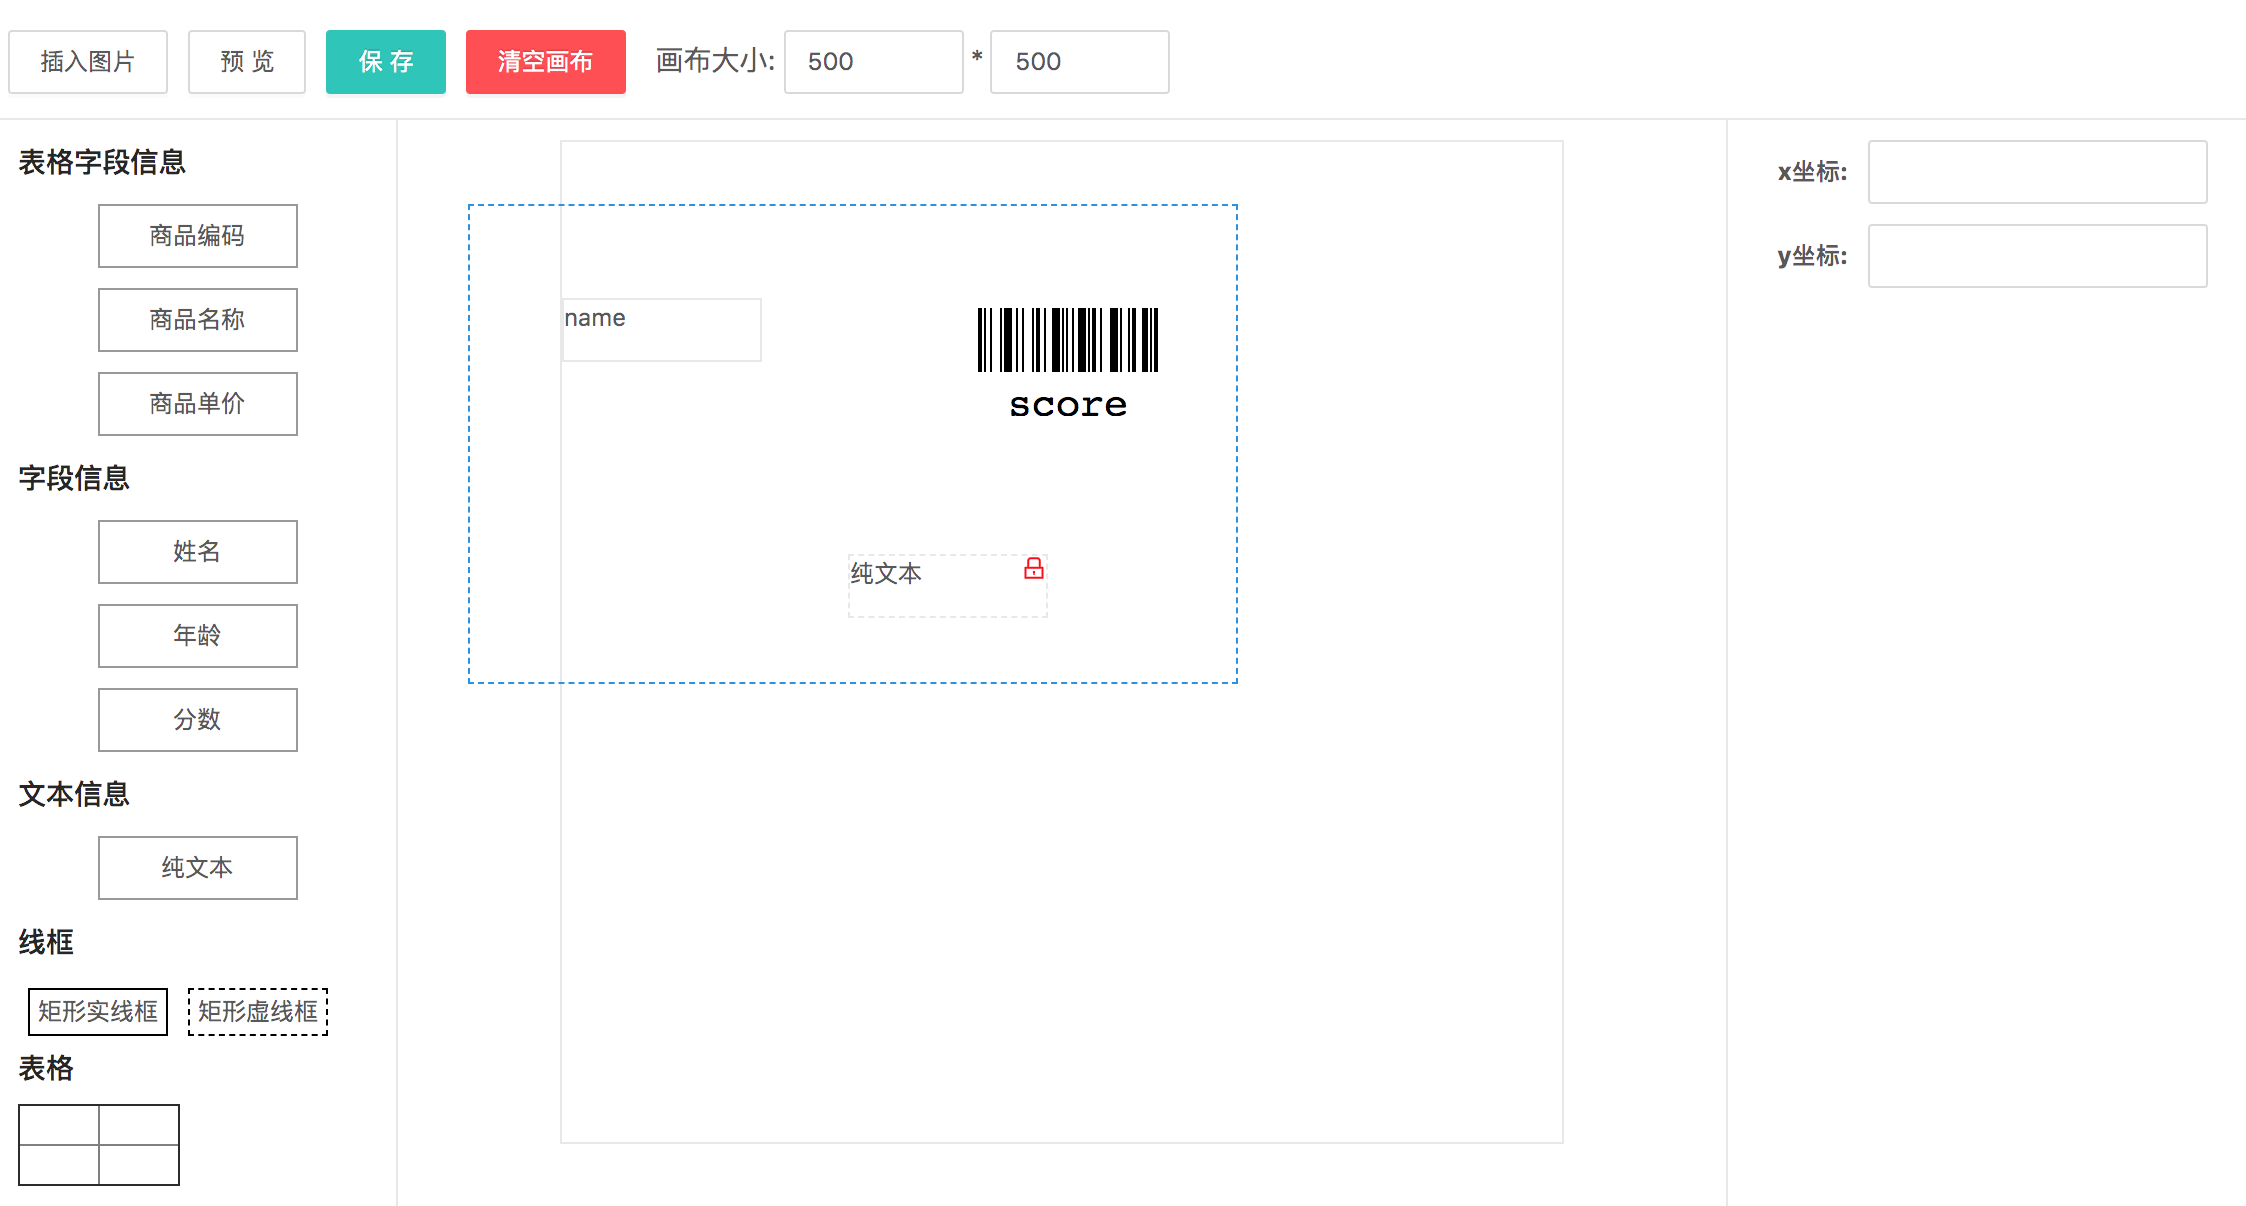 插入图片 预 览 保 存 清空画布 画布大小: 500 * 500
表格字段信息
商品编码
商品名称
商品单价
字段信息
姓名
年龄
分数
文本信息
纯文本
线框
矩形实线框 矩形虚线框
表格
name
score
纯文本
x坐标:
y坐标: